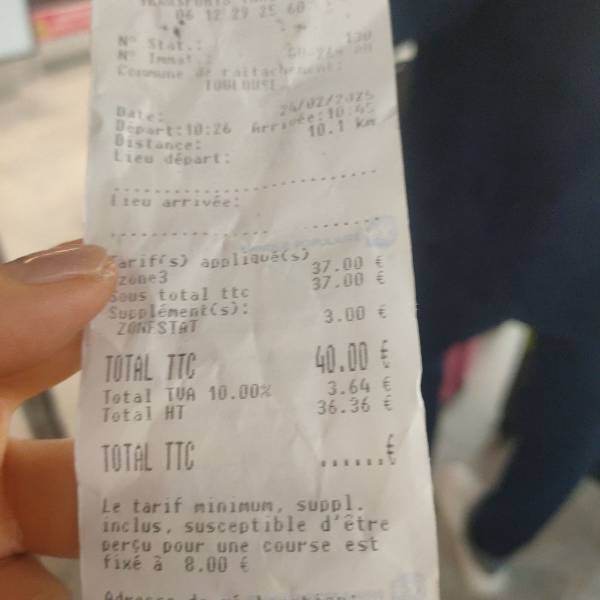 06 12 29 25 60
N° Stat.: 130
N° Immat.:
Commune de rattachement:
TOULOUSE
Date: 24/02/2025
Départ:10:26 Arrivée:10:45
Distance: 10.1 Km
Lieu départ:
Lieu arrivée:
Tarif(s) appliqué(s)
zone3 37.00 €
Sous total ttc 37.00 €
Supplément(s):
ZONESTAT 3.00 €
TOTAL TTC 40.00 €
Total TVA 10.00% 3.64 €
Total HT 36.36 €
TOTAL TTC ......€
Le tarif minimum, suppl.
inclus, susceptible d'être
perçu pour une course est
fixé à 8.00 €